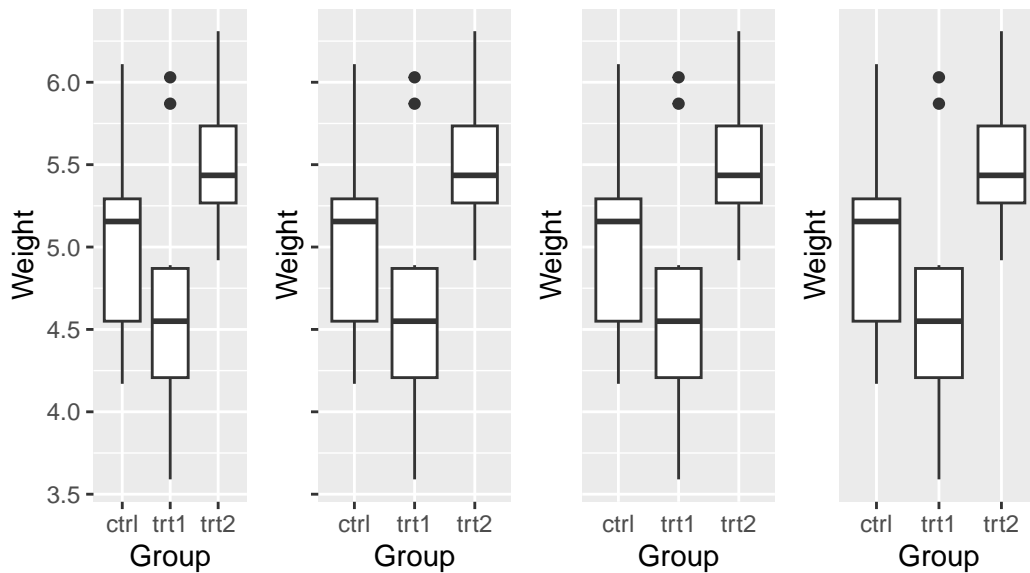 6.0
5.5
5.0
4.5
4.0
3.5
Weight
Weight
Weight
Weight
ctrl trt1 trt2
ctrl trt1 trt2
ctrl trt1 trt2
ctrl trt1 trt2
Group
Group
Group
Group